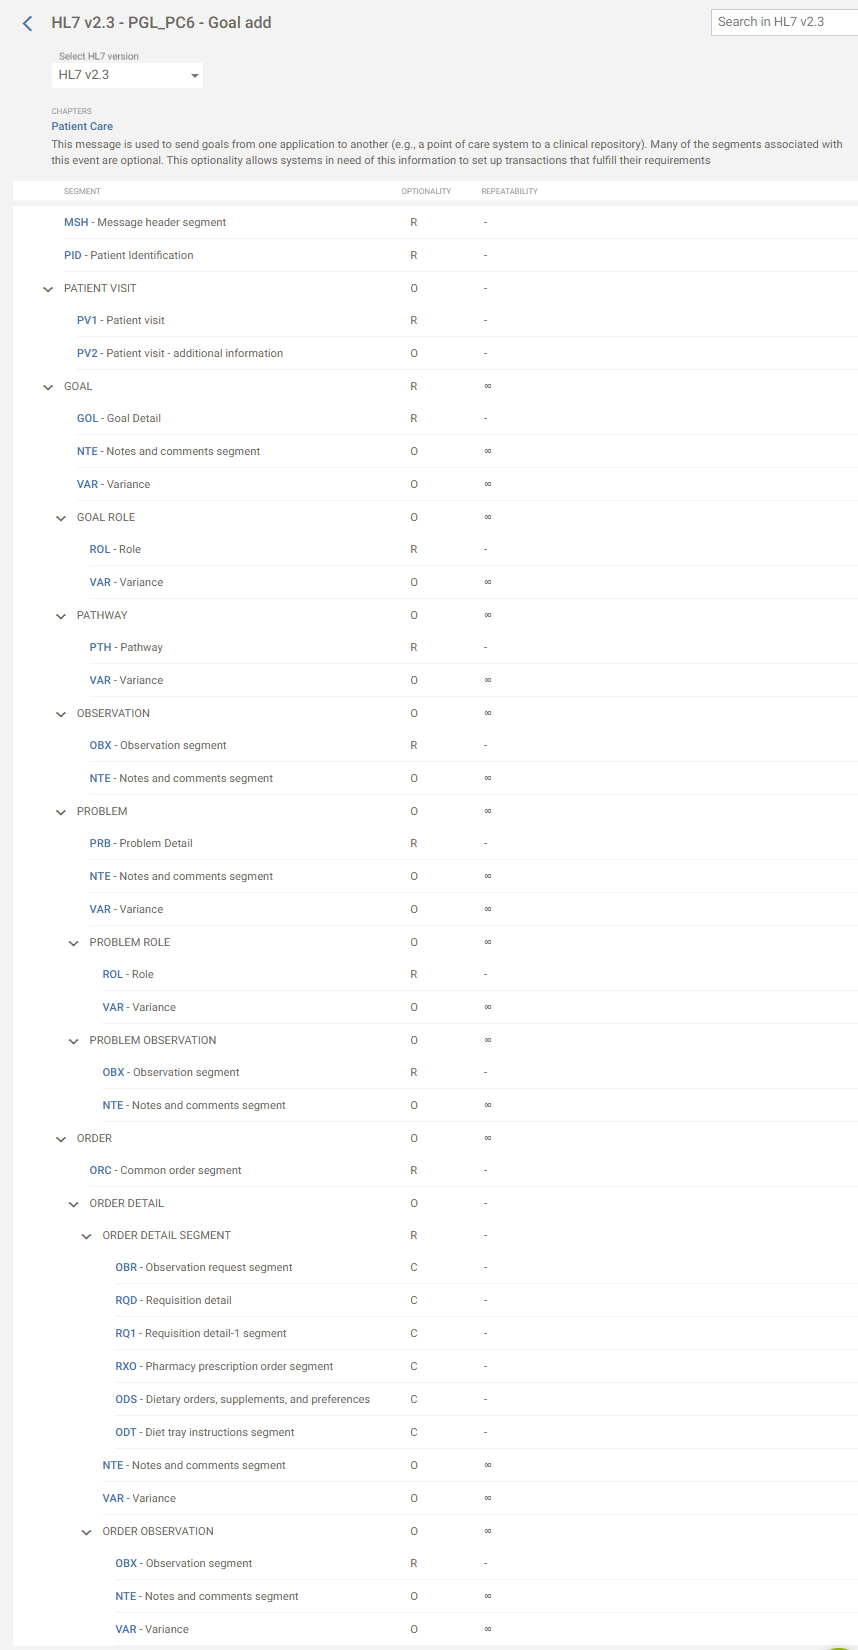 HL7 v2.3 - PGL_PC6 - Goal add
Search in HL7 v2.3
Select HL7 version
HL7 v2.3
CHAPTERS
Patient Care
This message is used to send goals from one application to another (e.g., a point of care system to a clinical repository). Many of the segments associated with
this event are optional. This optionality allows systems in need of this information to set up transactions that fulfill their requirements
SEGMENT OPTIONALITY REPEATABILITY
MSH - Message header segment R -
PID - Patient Identification R -
PATIENT VISIT O -
PV1 - Patient visit R -
PV2 - Patient visit - additional information O -
GOAL R ∞
GOL - Goal Detail R -
NTE - Notes and comments segment O ∞
VAR - Variance O ∞
GOAL ROLE O ∞
ROL - Role R -
VAR - Variance O ∞
PATHWAY O ∞
PTH - Pathway R -
VAR - Variance O ∞
OBSERVATION O ∞
OBX - Observation segment R -
NTE - Notes and comments segment O ∞
PROBLEM O ∞
PRB - Problem Detail R -
NTE - Notes and comments segment O ∞
VAR - Variance O ∞
PROBLEM ROLE O ∞
ROL - Role R -
VAR - Variance O ∞
PROBLEM OBSERVATION O ∞
OBX - Observation segment R -
NTE - Notes and comments segment O ∞
ORDER O ∞
ORC - Common order segment R -
ORDER DETAIL O -
ORDER DETAIL SEGMENT R -
OBR - Observation request segment C -
RQD - Requisition detail C -
RQ1 - Requisition detail-1 segment C -
RXO - Pharmacy prescription order segment C -
ODS - Dietary orders, supplements, and preferences C -
ODT - Diet tray instructions segment C -
NTE - Notes and comments segment O ∞
VAR - Variance O ∞
ORDER OBSERVATION O ∞
OBX - Observation segment R -
NTE - Notes and comments segment O ∞
VAR - Variance O ∞